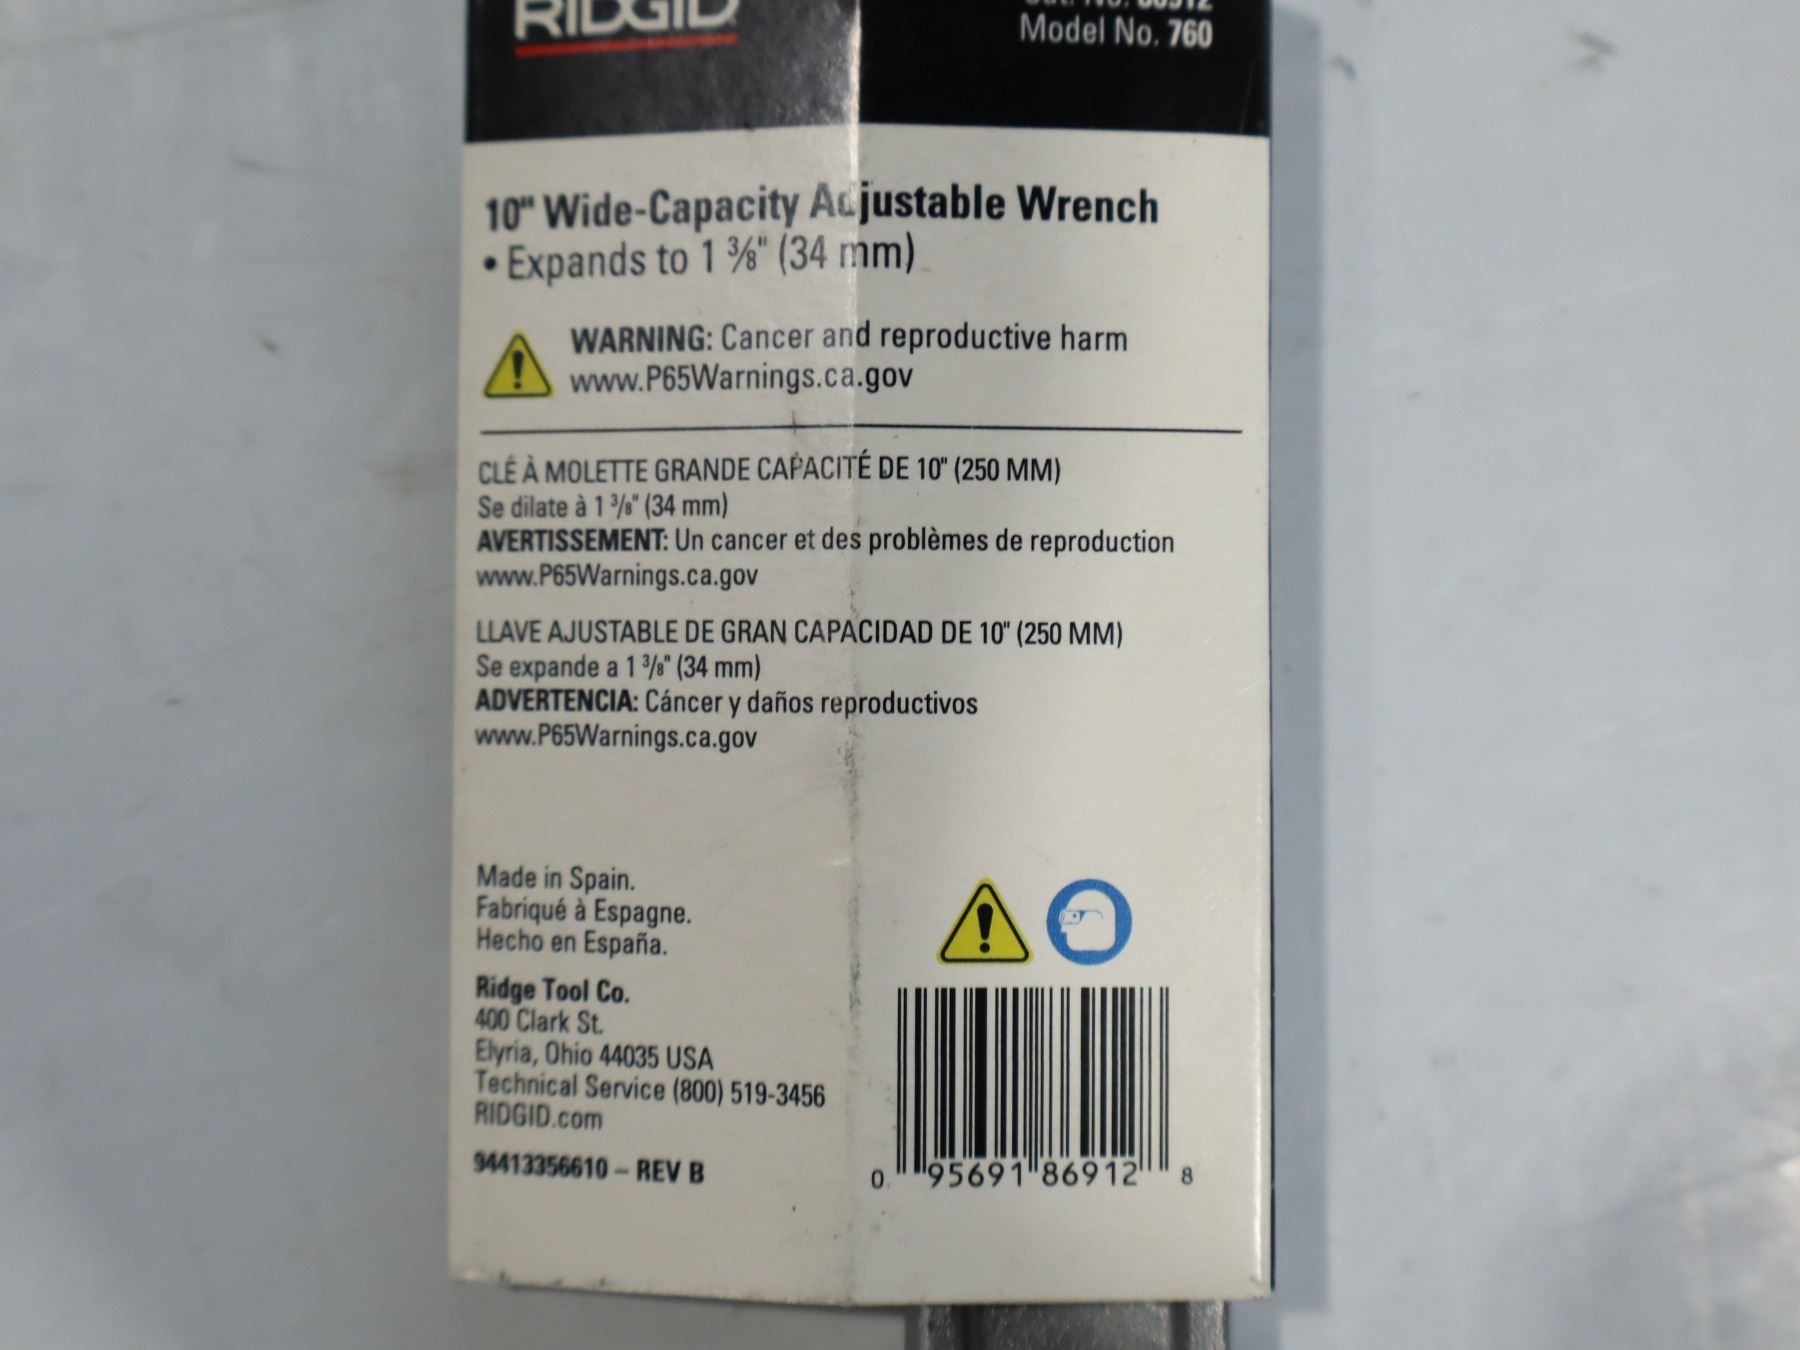 RIDGID
Cat. No. 86912
Model No. 760
10" Wide-Capacity Adjustable Wrench
• Expands to 1 ⅜" (34 mm)
WARNING: Cancer and reproductive harm
www.P65Warnings.ca.gov
CLÉ À MOLETTE GRANDE CAPACITÉ DE 10" (250 MM)
Se dilate à 1 ³/₈" (34 mm)
AVERTISSEMENT: Un cancer et des problèmes de reproduction
www.P65Warnings.ca.gov
LLAVE AJUSTABLE DE GRAN CAPACIDAD DE 10" (250 MM)
Se expande a 1 ³/₈" (34 mm)
ADVERTENCIA: Cáncer y daños reproductivos
www.P65Warnings.ca.gov
Made in Spain.
Fabriqué à Espagne.
Hecho en España.
Ridge Tool Co.
400 Clark St.
Elyria, Ohio 44035 USA
Technical Service (800) 519-3456
RIDGID.com
94413356610 – REV B
0 95691 86912 8